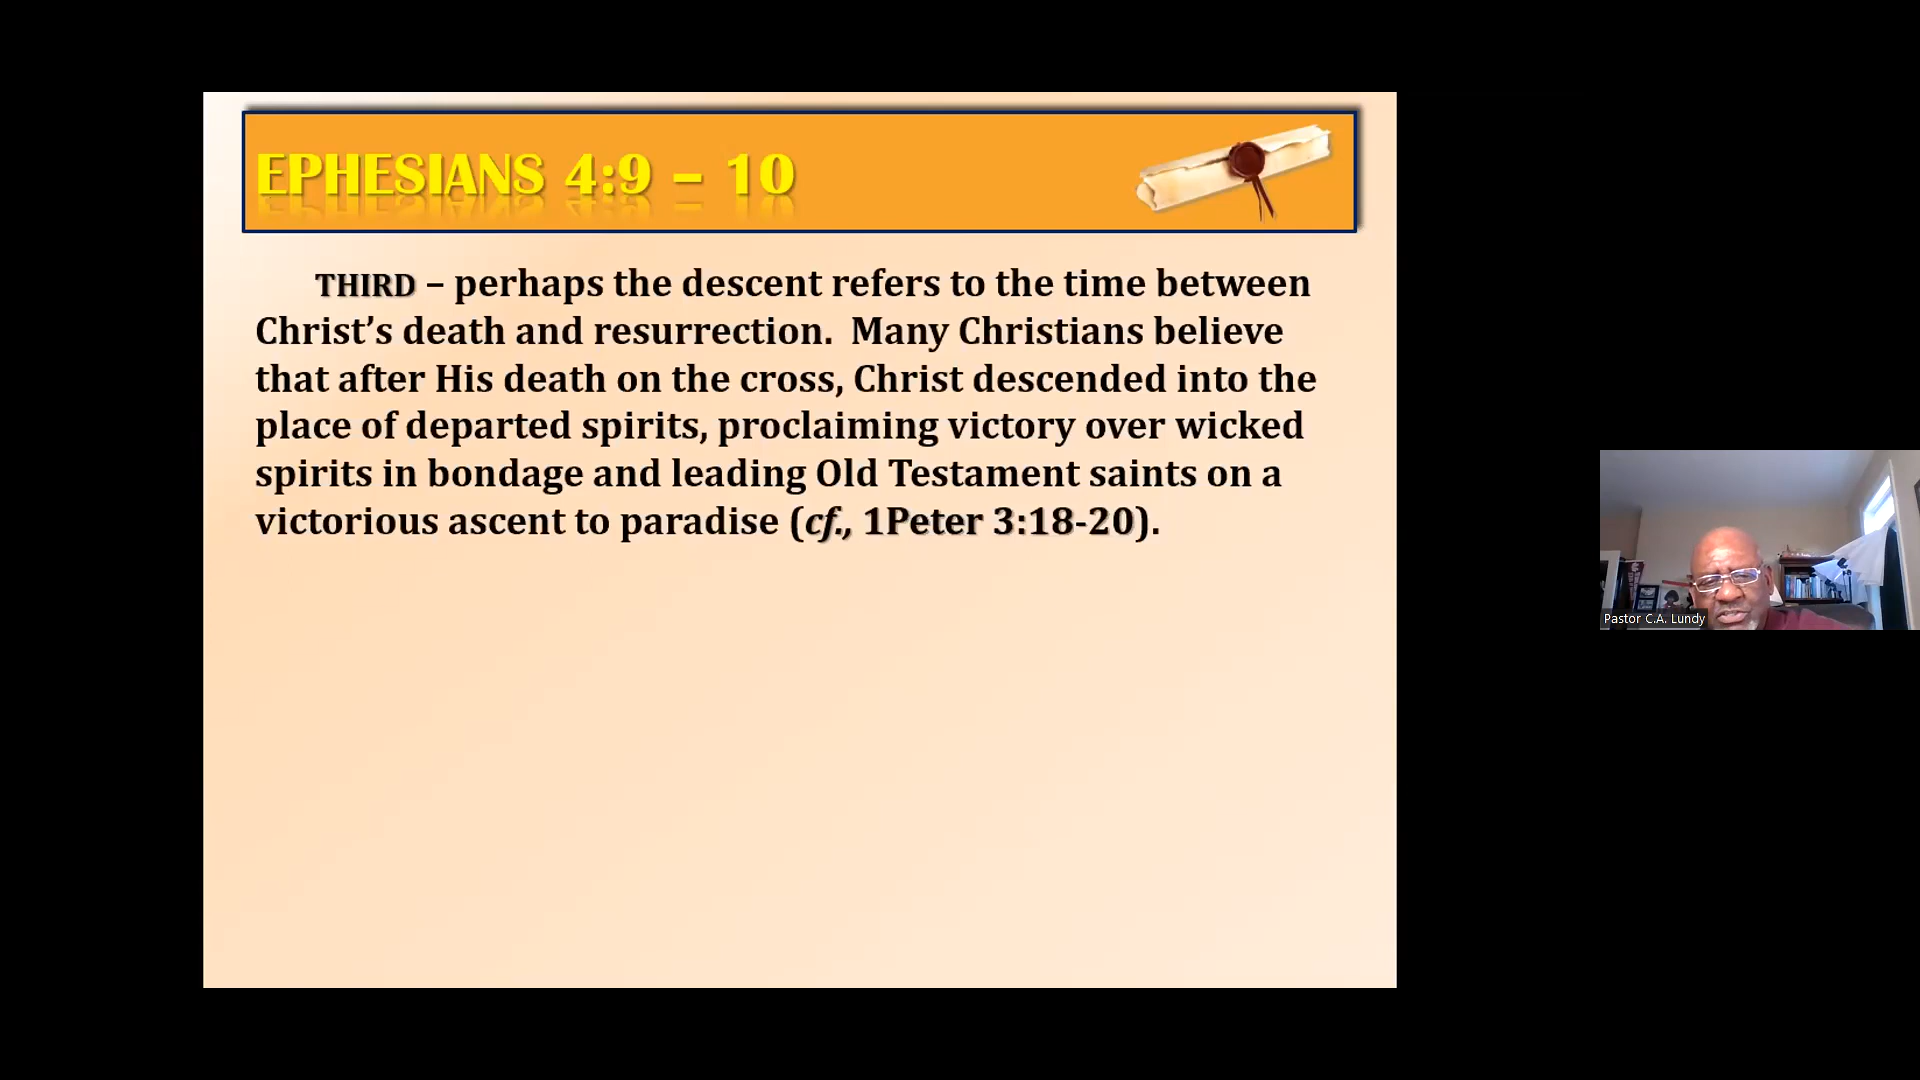 EPHESIANS 4:9 – 10
THIRD – perhaps the descent refers to the time between
Christ’s death and resurrection.  Many Christians believe
that after His death on the cross, Christ descended into the
place of departed spirits, proclaiming victory over wicked
spirits in bondage and leading Old Testament saints on a
victorious ascent to paradise (cf., 1Peter 3:18-20).
Pastor C.A. Lundy